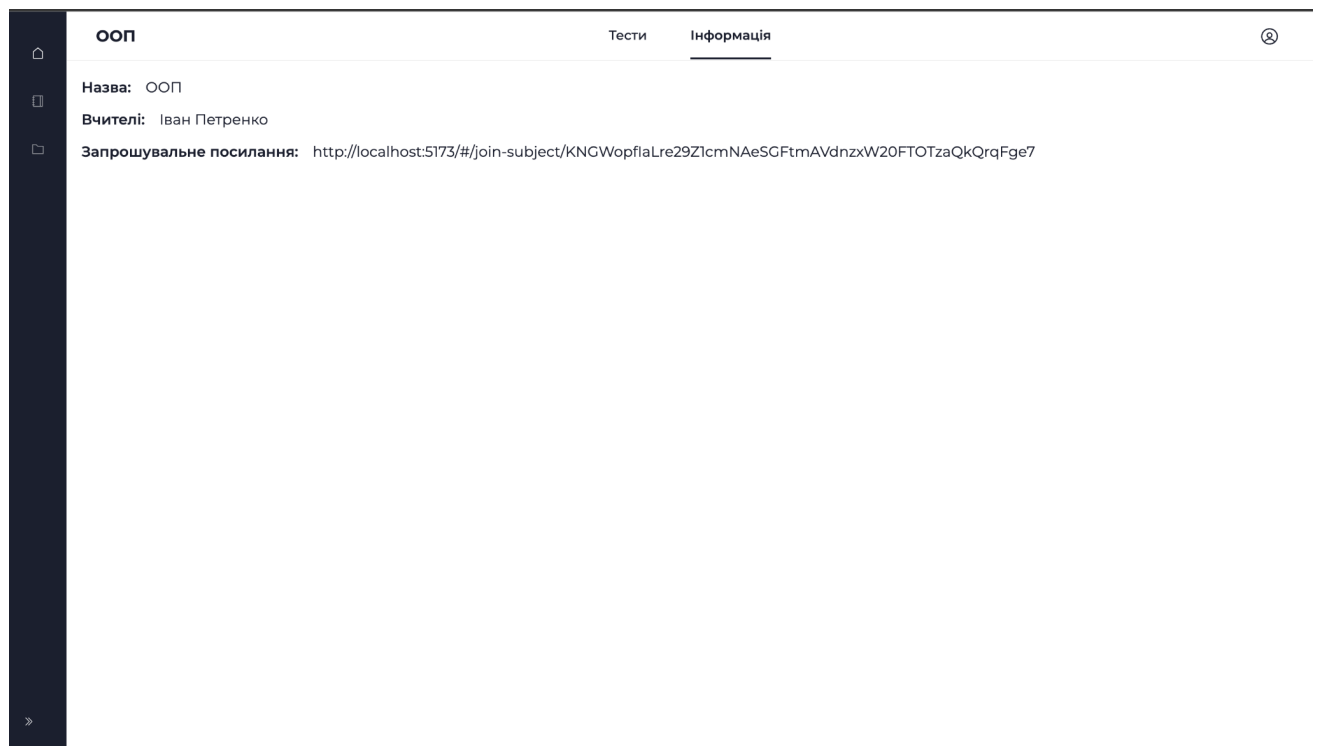 ООП
Тести
Інформація
Назва: ООП
Вчителі: Іван Петренко
Запрошувальне посилання: http://localhost:5173/#/join-subject/KNGWopflaLre29Z1cmNAeSGFtmAVdnzxW20FTOTzaQkQrqFge7